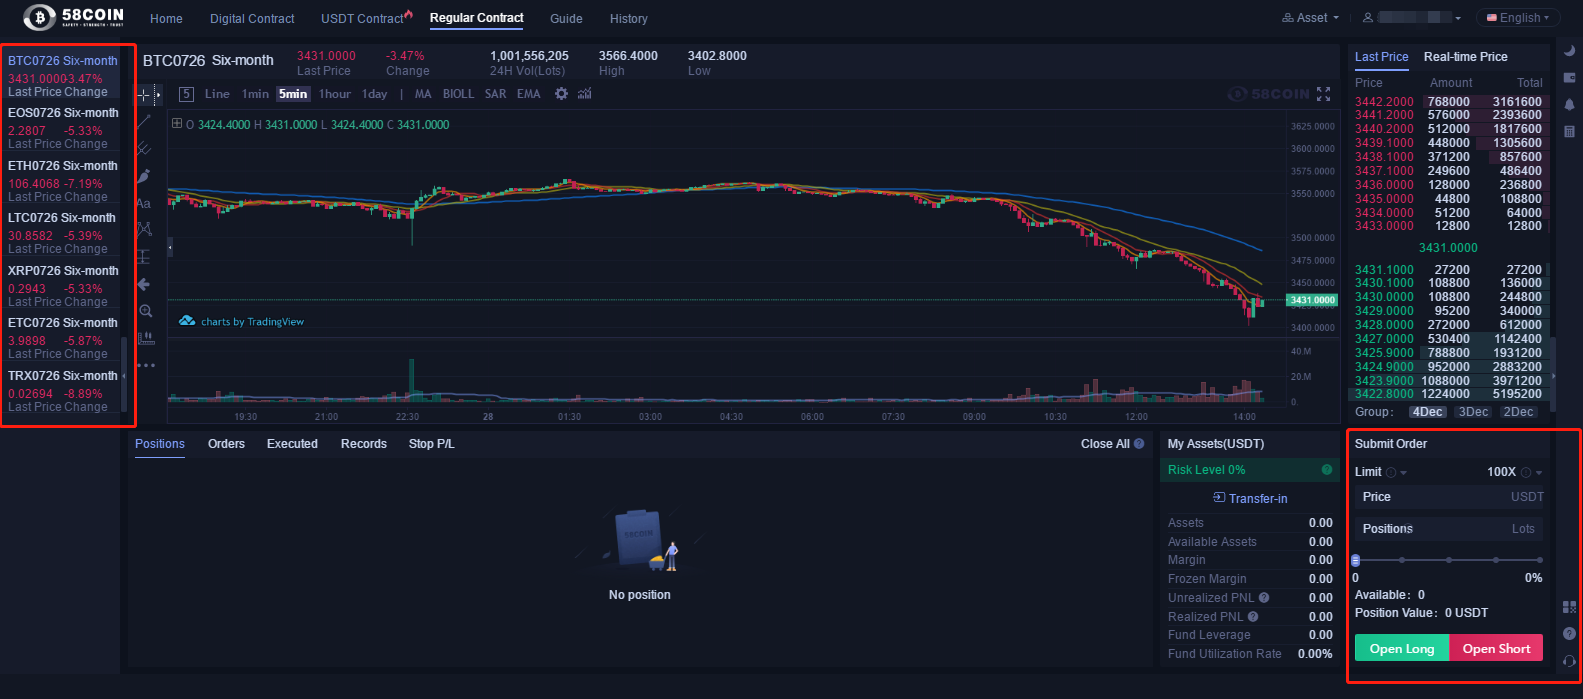 58COIN
SAFETY · STRENGTH · TRUST
Home Digital Contract USDT Contract Regular Contract Guide History
Asset English
BTC0726 Six-month
3431.0000 -3.47%
Last Price Change
EOS0726 Six-month
2.2807 -5.33%
Last Price Change
ETH0726 Six-month
106.4068 -7.19%
Last Price Change
LTC0726 Six-month
30.8582 -5.39%
Last Price Change
XRP0726 Six-month
0.2943 -5.33%
Last Price Change
ETC0726 Six-month
3.9898 -5.87%
Last Price Change
TRX0726 Six-month
0.02694 -8.89%
Last Price Change
BTC0726 Six-month
3431.0000 -3.47% 1,001,556,205 3566.4000 3402.8000
Last Price Change 24H Vol(Lots) High Low
5 Line 1min 5min 1hour 1day | MA BIOLL SAR EMA
58COIN
O 3424.4000 H 3431.0000 L 3424.4000 C 3431.0000
Aa
3625.0000
3600.0000
3575.0000
3550.0000
3500.0000
3475.0000
3450.0000
3431.0000
3400.0000
charts by TradingView
40.M
20.M
0.
19:30 21:00 22:30 28 01:30 03:00 04:30 06:00 07:30 09:00 10:30 12:00 14:00
Last Price Real-time Price
Price Amount Total
3442.2000 768000 3161600
3441.2000 576000 2393600
3440.2000 512000 1817600
3439.1000 448000 1305600
3438.1000 371200 857600
3437.1000 249600 486400
3436.0000 128000 236800
3435.0000 44800 108800
3434.0000 51200 64000
3433.0000 12800 12800
3431.0000
3431.1000 27200 27200
3430.1000 108800 136000
3430.0000 108800 244800
3429.0000 95200 340000
3428.0000 272000 612000
3427.0000 530400 1142400
3425.9000 788800 1931200
3424.9000 952000 2883200
3423.9000 1088000 3971200
3422.8000 1224000 5195200
Group: 4Dec 3Dec 2Dec
Positions Orders Executed Records Stop P/L Close All ?
58COIN
No position
My Assets(USDT)
Risk Level 0% ?
Transfer-in
Assets 0.00
Available Assets 0.00
Margin 0.00
Frozen Margin 0.00
Unrealized PNL ? 0.00
Realized PNL ? 0.00
Fund Leverage 0.00
Fund Utilization Rate 0.00%
Submit Order
Limit 100X
Price USDT
Positions Lots
0 0%
Available: 0
Position Value: 0 USDT
Open Long Open Short